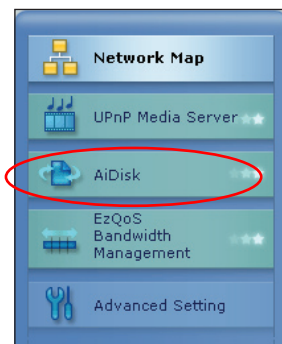 Network Map
UPnP Media Server
AiDisk
EzQoS
Bandwidth
Management
Advanced Setting